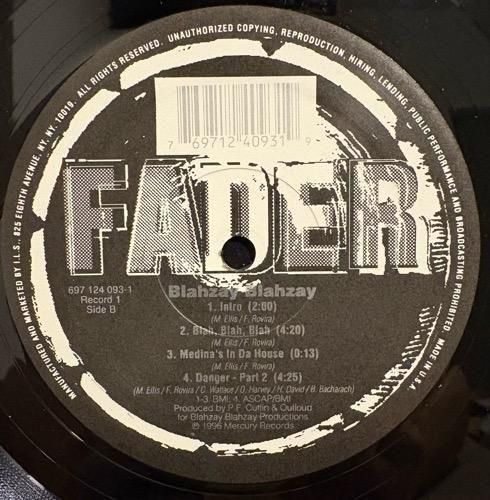 MANUFACTURED AND MARKETED BY I.L.S., 825 EIGHTH AVENUE, NY, NY. 10019. ALL RIGHTS RESERVED. UNAUTHORIZED COPYING, REPRODUCTION, HIRING, LENDING, PUBLIC PERFORMANCE AND BROADCASTING PROHIBITED. MADE IN U.S.A.
7 69712 40931 9
FADER
697 124 093-1
Record 1
Side B
Blahzay Blahzay
1. Intro (2:00)
(M. Ellis / F. Rovira)
2. Blah, Blah, Blah (4:20)
(M. Ellis / F. Rovira)
3. Medina's In Da House (0:13)
(M. Ellis / F. Rovira)
4. Danger - Part 2 (4:25)
(M. Ellis / F. Rovira / C. Wallace / O. Harvey / H. David / B. Bacharach)
1-3. BMI; 4. ASCAP/BMI
Produced by P.F. Cuttin & Outloud
for Blahzay Blahzay Productions
℗ 1996 Mercury Records